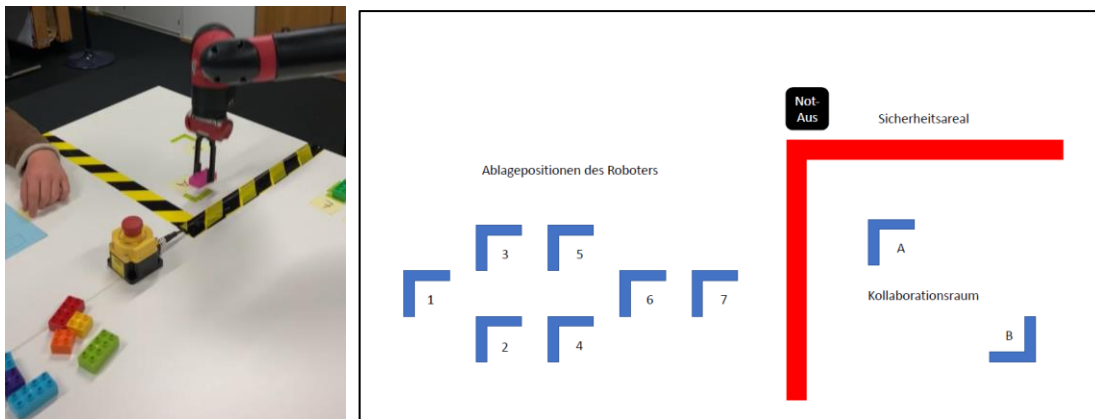 Not-
Aus
Sicherheitsareal
Ablagepositionen des Roboters
3
5
A
1
6
7
Kollaborationsraum
2
4
B